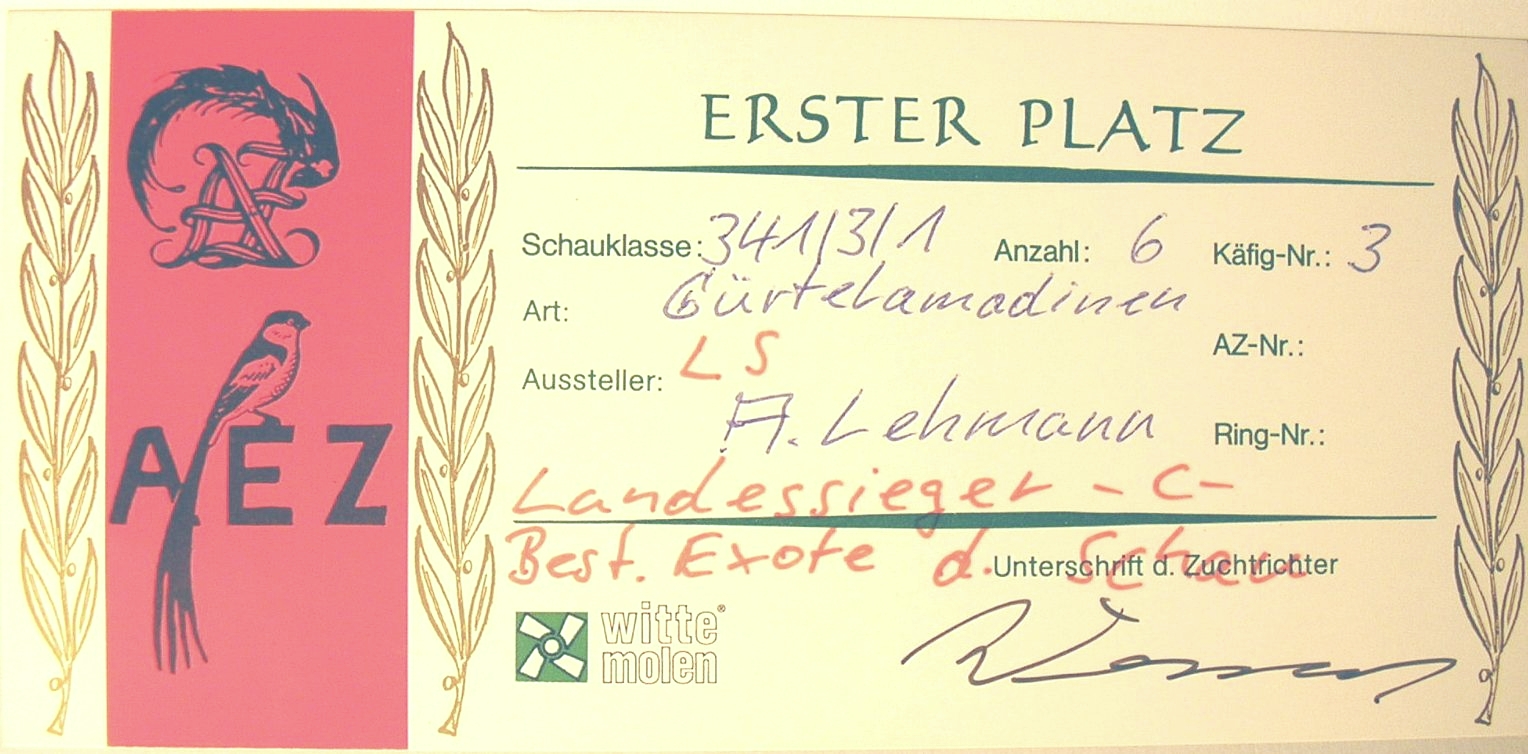 ERSTER PLATZ
Schauklasse: 341/3/1 Anzahl: 6 Käfig-Nr.: 3
Art: Gürtelamadinen
AZ-Nr.:
LS
Aussteller: A. Lehmann
Ring-Nr.:
Landessieger - C -
Best. Exote d. Schau
Unterschrift d. Zuchtrichter
AEZ
witte
molen